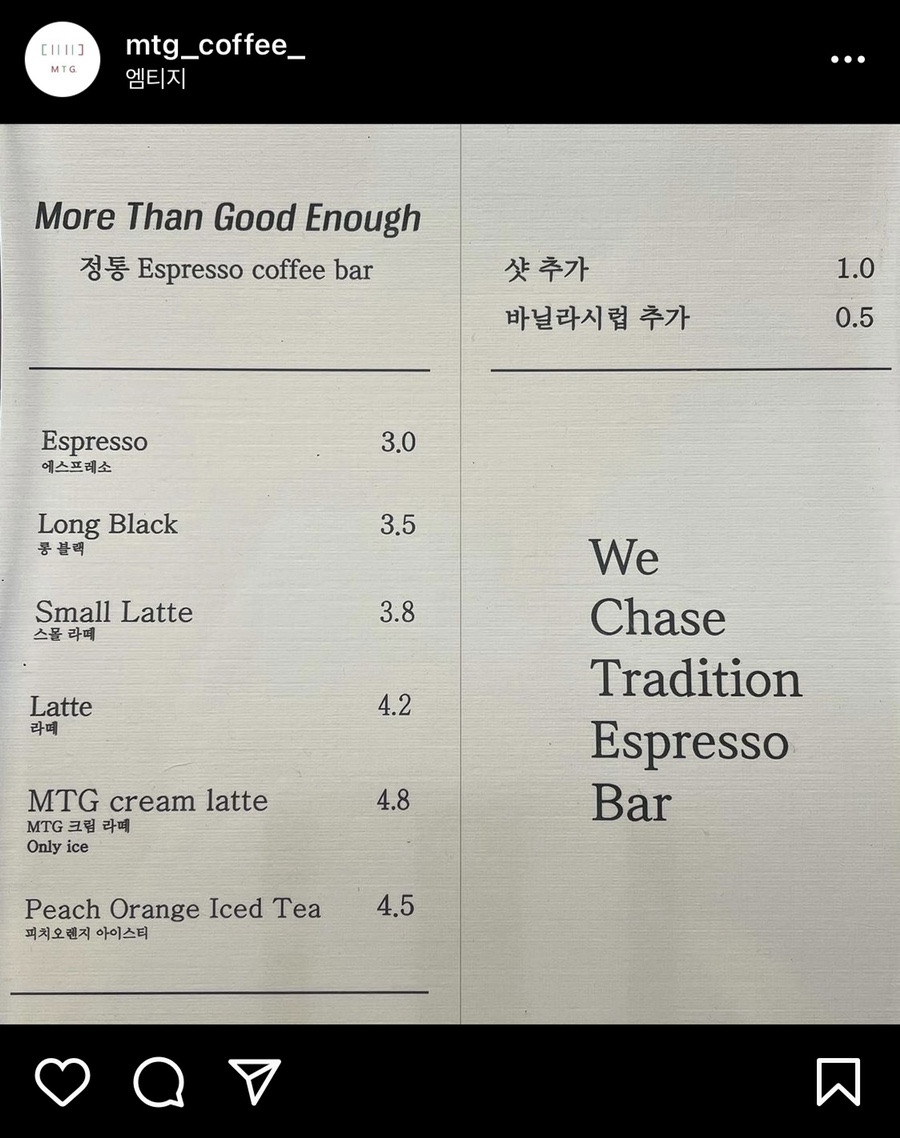 [||||]
MTG.
mtg_coffee_
엠티지
More Than Good Enough
정통 Espresso coffee bar
Espresso 3.0
에스프레소
Long Black 3.5
롱 블랙
Small Latte 3.8
스몰 라떼
Latte 4.2
라떼
MTG cream latte 4.8
MTG 크림 라떼
Only ice
Peach Orange Iced Tea 4.5
피치오렌지 아이스티
샷 추가 1.0
바닐라시럽 추가 0.5
We
Chase
Tradition
Espresso
Bar